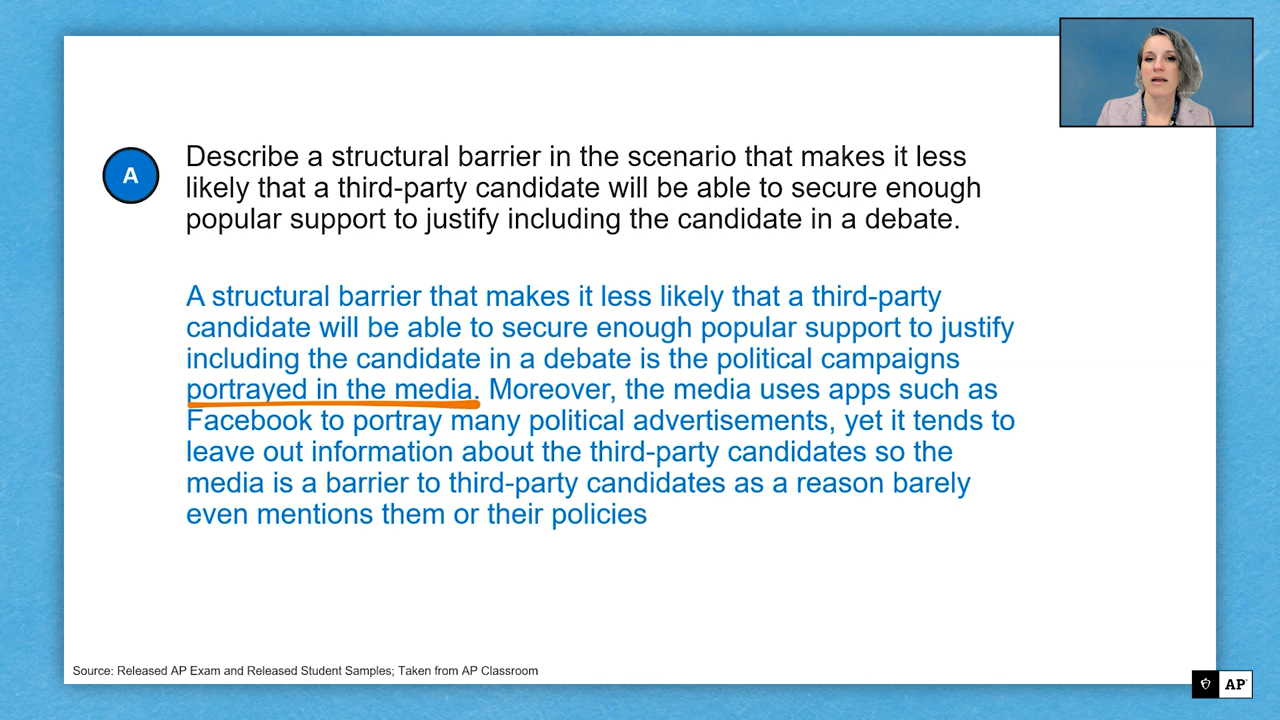 A
Describe a structural barrier in the scenario that makes it less
likely that a third-party candidate will be able to secure enough
popular support to justify including the candidate in a debate.
A structural barrier that makes it less likely that a third-party
candidate will be able to secure enough popular support to justify
including the candidate in a debate is the political campaigns
portrayed in the media. Moreover, the media uses apps such as
Facebook to portray many political advertisements, yet it tends to
leave out information about the third-party candidates so the
media is a barrier to third-party candidates as a reason barely
even mentions them or their policies
Source: Released AP Exam and Released Student Samples; Taken from AP Classroom
AP